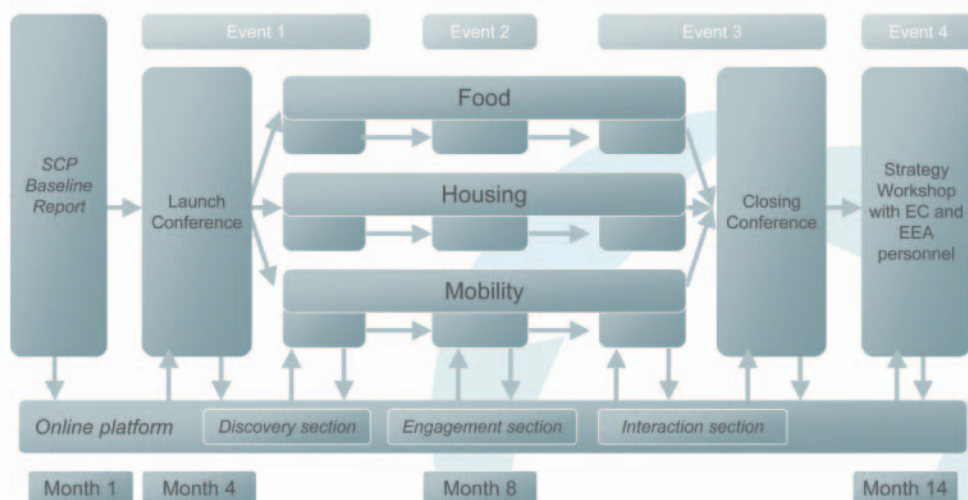 Event 1
Event 2
Event 3
Event 4
SCP
Baseline
Report
Launch
Conference
Food
Housing
Mobility
Closing
Conference
Strategy
Workshop
with EC and
EEA
personnel
Online platform
Discovery section
Engagement section
Interaction section
Month 1
Month 4
Month 8
Month 14